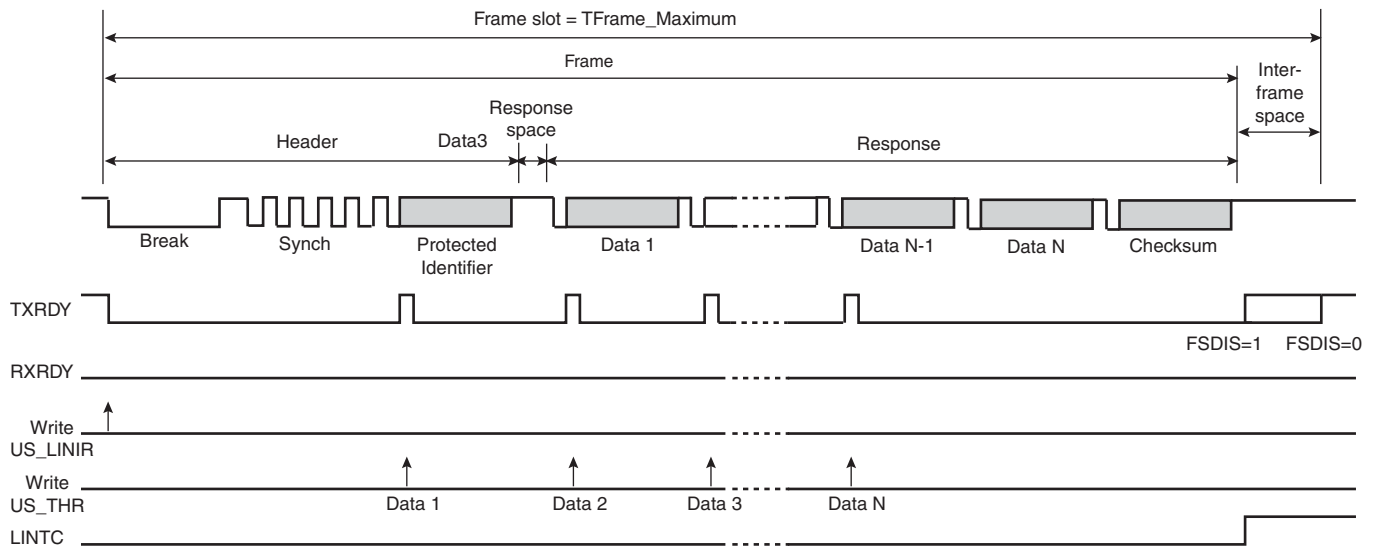 Frame slot = TFrame_Maximum
Frame
Inter-
frame
space
Response
space
Header
Data3
Response
Break
Synch
Protected
Identifier
Data 1
Data N-1
Data N
Checksum
TXRDY
FSDIS=1
FSDIS=0
RXRDY
Write
US_LINIR
Write
US_THR
Data 1
Data 2
Data 3
Data N
LINTC